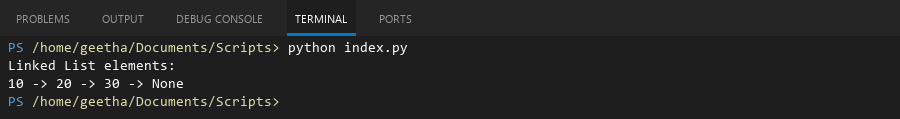 PROBLEMS OUTPUT DEBUG CONSOLE TERMINAL PORTS
PS /home/geetha/Documents/Scripts> python index.py
Linked List elements:
10 -> 20 -> 30 -> None
PS /home/geetha/Documents/Scripts>